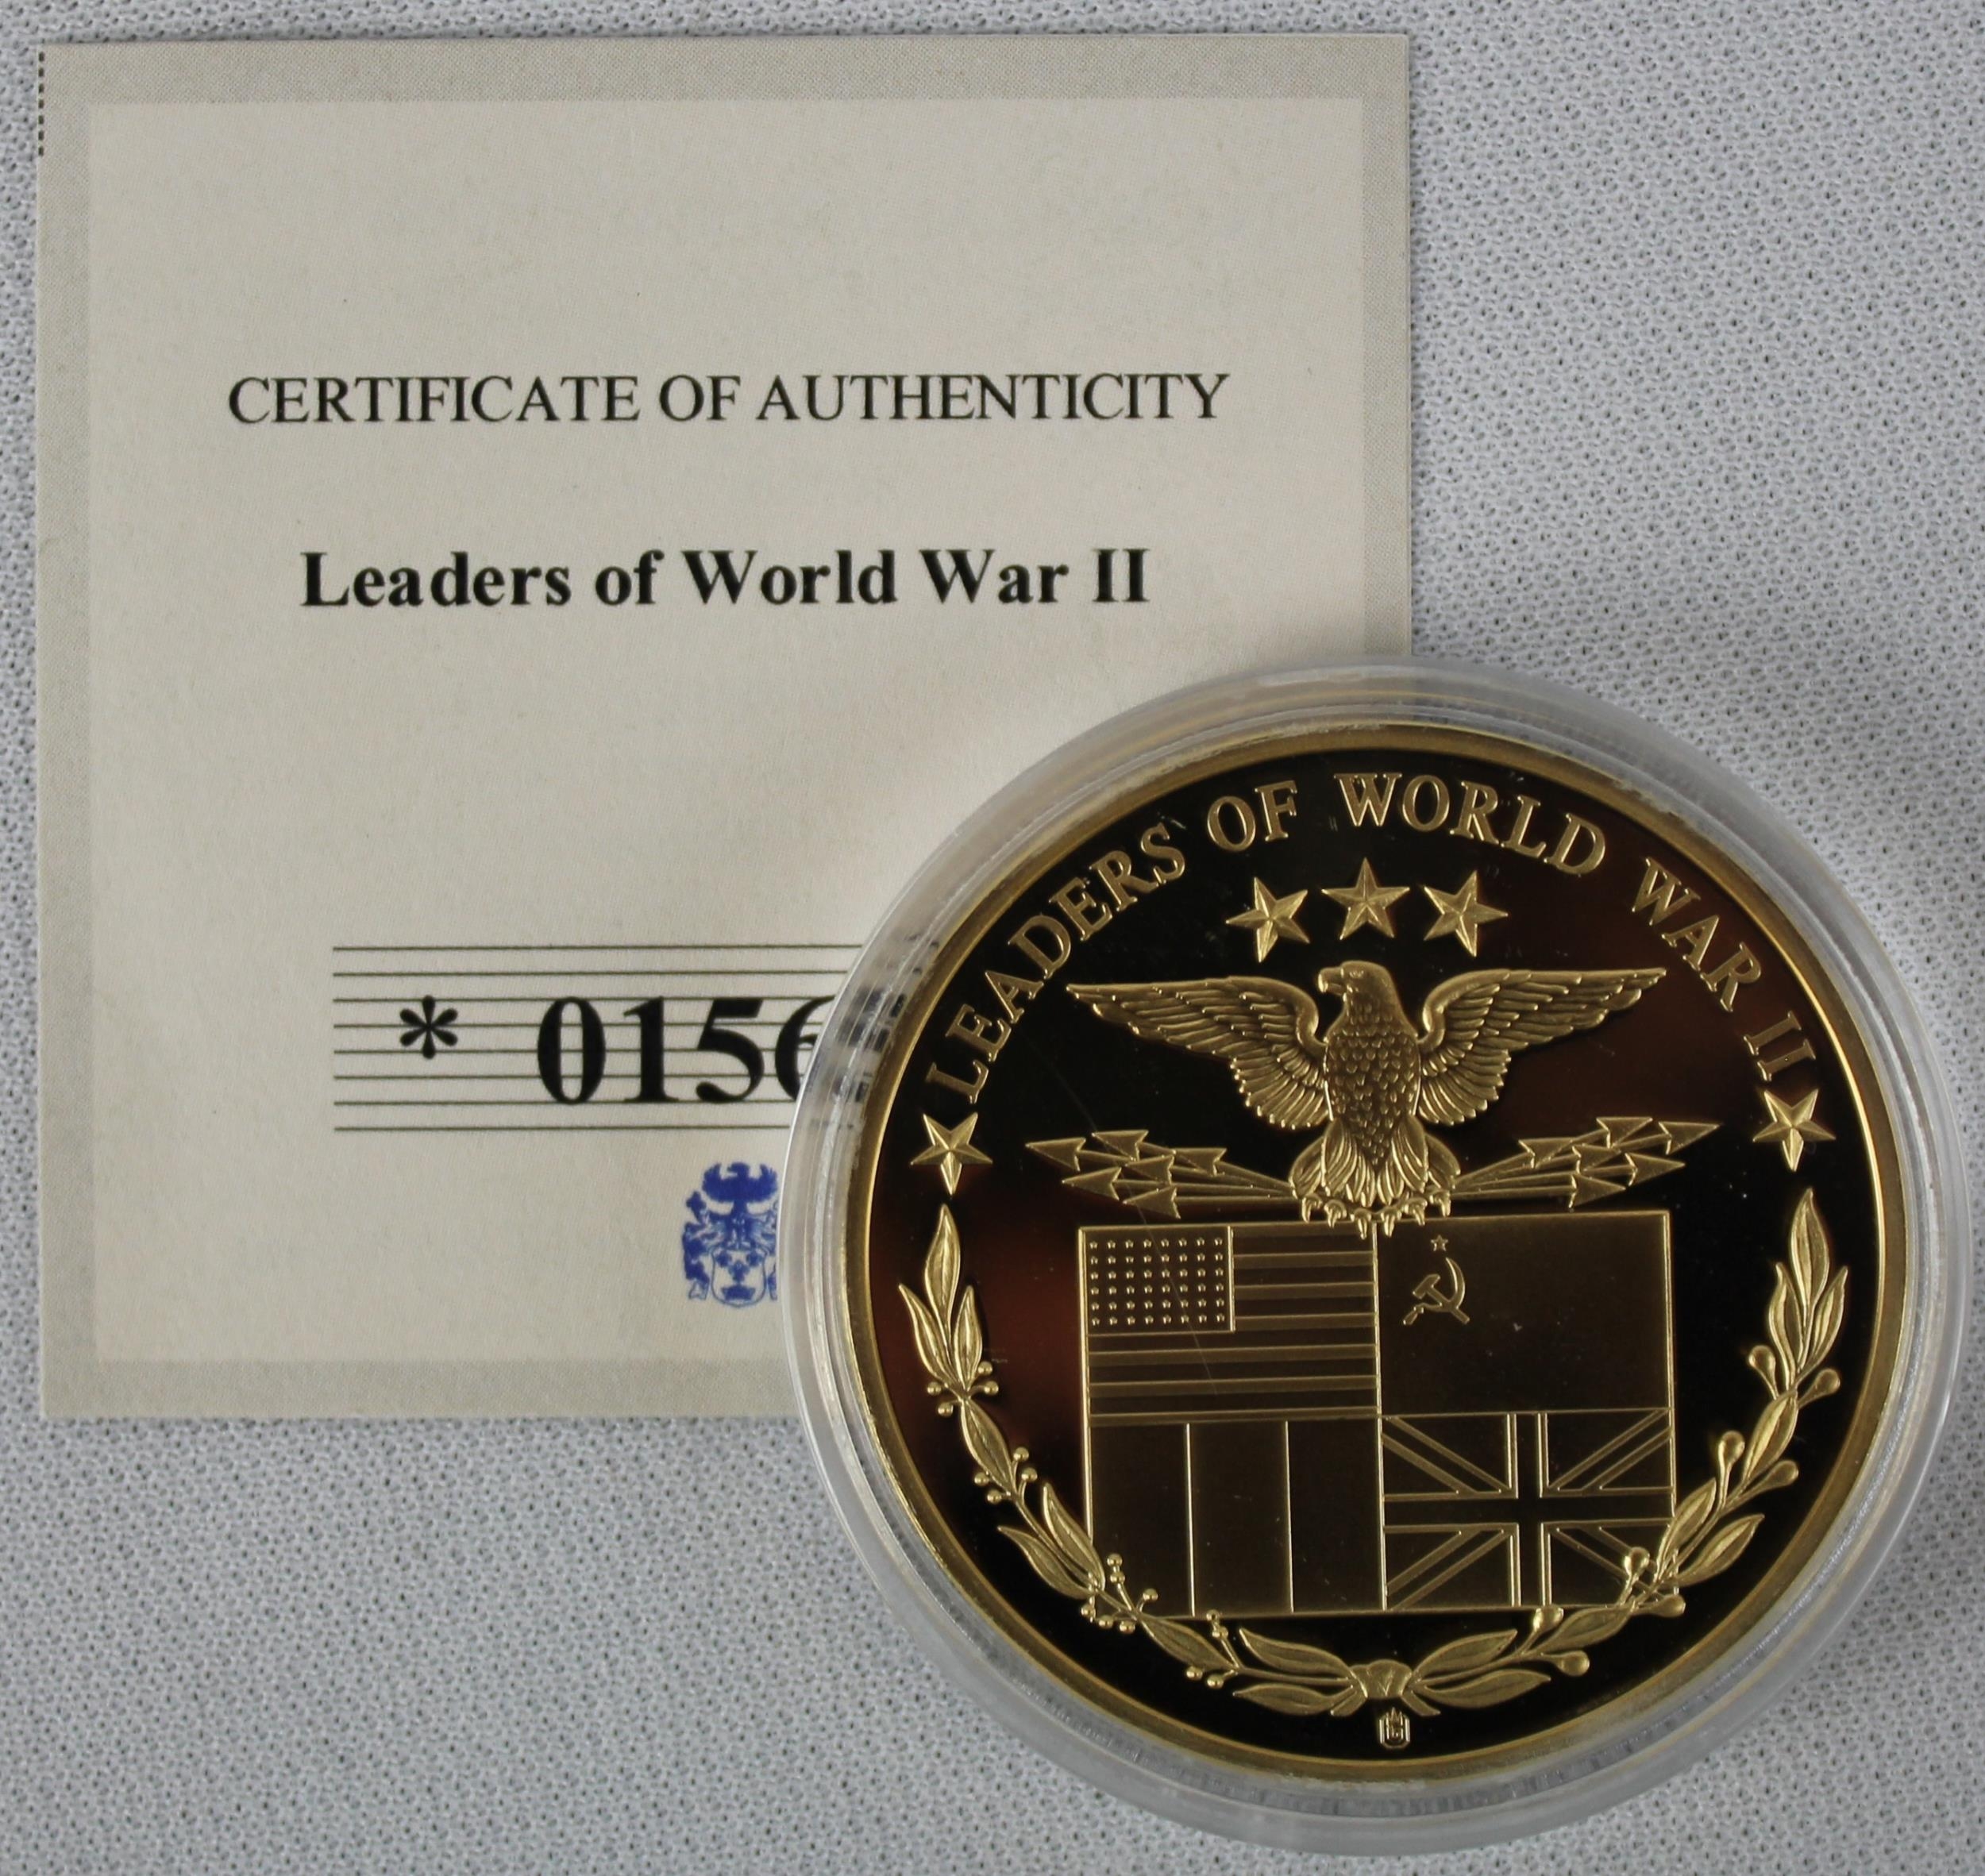 CERTIFICATE OF AUTHENTICITY
Leaders of World War II
* 0156
LEADERS OF WORLD WAR II